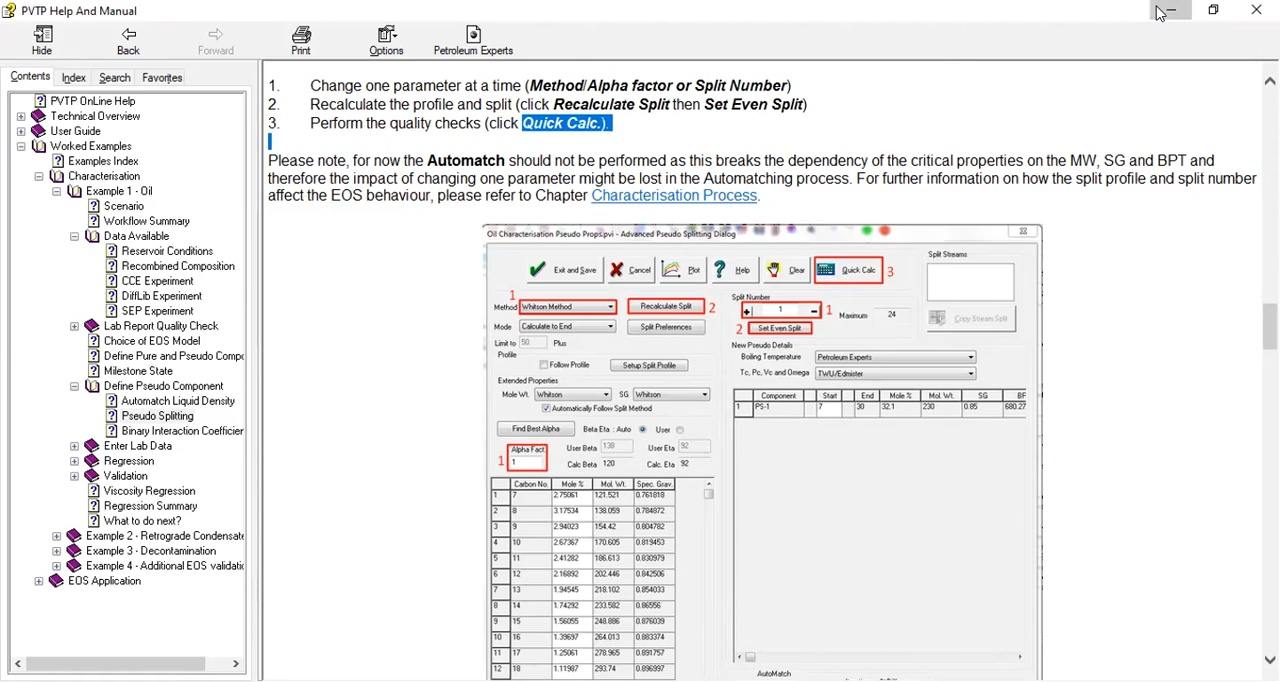 PVTP Help And Manual
Hide
Back
Forward
Print
Options
Petroleum Experts
Contents Index Search Favorites
PVTP OnLine Help
Technical Overview
User Guide
Worked Examples
Examples Index
Characterisation
Example 1 - Oil
Scenario
Workflow Summary
Data Available
Reservoir Conditions
Recombined Composition
CCE Experiment
DiffLib Experiment
SEP Experiment
Lab Report Quality Check
Choice of EOS Model
Define Pure and Pseudo Compo
Milestone State
Define Pseudo Component
Automatch Liquid Density
Pseudo Splitting
Binary Interaction Coefficier
Enter Lab Data
Regression
Validation
Viscosity Regression
Regression Summary
What to do next?
Example 2 - Retrograde Condensate
Example 3 - Decontamination
Example 4 - Additional EOS validatio
EOS Application
1. Change one parameter at a time (Method/Alpha factor or Split Number)
2. Recalculate the profile and split (click Recalculate Split then Set Even Split)
3. Perform the quality checks (click Quick Calc.).
Please note, for now the Automatch should not be performed as this breaks the dependency of the critical properties on the MW, SG and BPT and
therefore the impact of changing one parameter might be lost in the Automatching process. For further information on how the split profile and split number
affect the EOS behaviour, please refer to Chapter Characterisation Process.
Oil Characterisation Pseudo Props.pvi - Advanced Pseudo Splitting Dialog
Exit and Save Cancel Plot Help Clear Quick Calc 3
Split Streams
Copy Stream Split
1
Method Whitson Method Recalculate Split 2
Mode Calculate to End Split Preferences
Limit to 50 Plus
Profile
Follow Profile Setup Split Profile
Extended Properties
Mole Wt. Whitson SG Whitson
Automatically Follow Split Method
Find Best Alpha Beta Eta : Auto User
Alpha Fact. User Beta 138 User Eta 92
1 1 Calc Beta 120 Calc. Eta 92
Split Number
1 1 Maximum 24
2 Set Even Split
New Pseudo Details
Boiling Temperature Petroleum Experts
Tc, Pc, Vc and Omega TWU/Edmister
Component Start End Mole % Mol. Wt. SG BP
1 PS-1 7 30 32.1 230 0.85 680.27
Carbon No. Mole % Mol. Wt. Spec. Grav.
1 7 2.75061 121.521 0.761818
2 8 3.17534 138.059 0.784872
3 9 2.94023 154.42 0.804782
4 10 2.67367 170.605 0.819453
5 11 2.41282 186.613 0.830979
6 12 2.16892 202.446 0.842506
7 13 1.94545 218.102 0.854033
8 14 1.74292 233.582 0.86556
9 15 1.56055 248.886 0.876433
10 16 1.39697 264.013 0.883374
11 17 1.25061 278.965 0.891757
12 18 1.11987 293.74 0.896997
AutoMatch